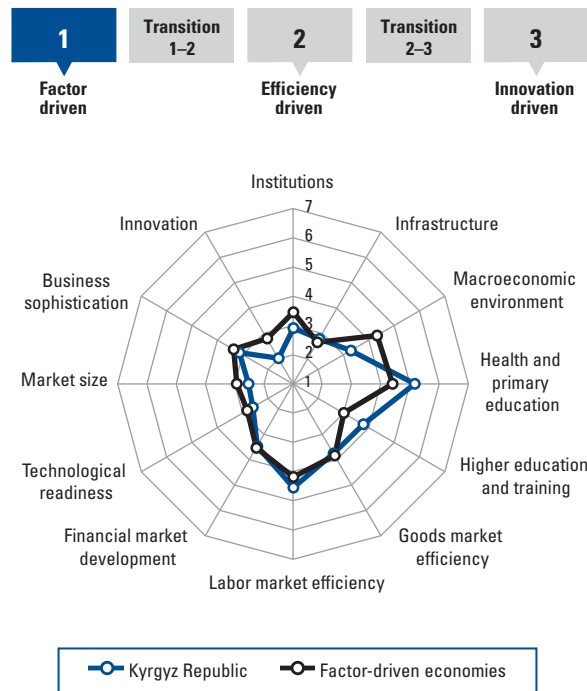 1
Transition
1–2
2
Transition
2–3
3
Factor
driven
Efficiency
driven
Innovation
driven
Institutions
Innovation
Infrastructure
Business
sophistication
Macroeconomic
environment
Market size
Health and
primary
education
Technological
readiness
Higher education
and training
Financial market
development
Goods market
efficiency
Labor market efficiency
7
6
5
4
3
2
1
Kyrgyz Republic
Factor-driven economies